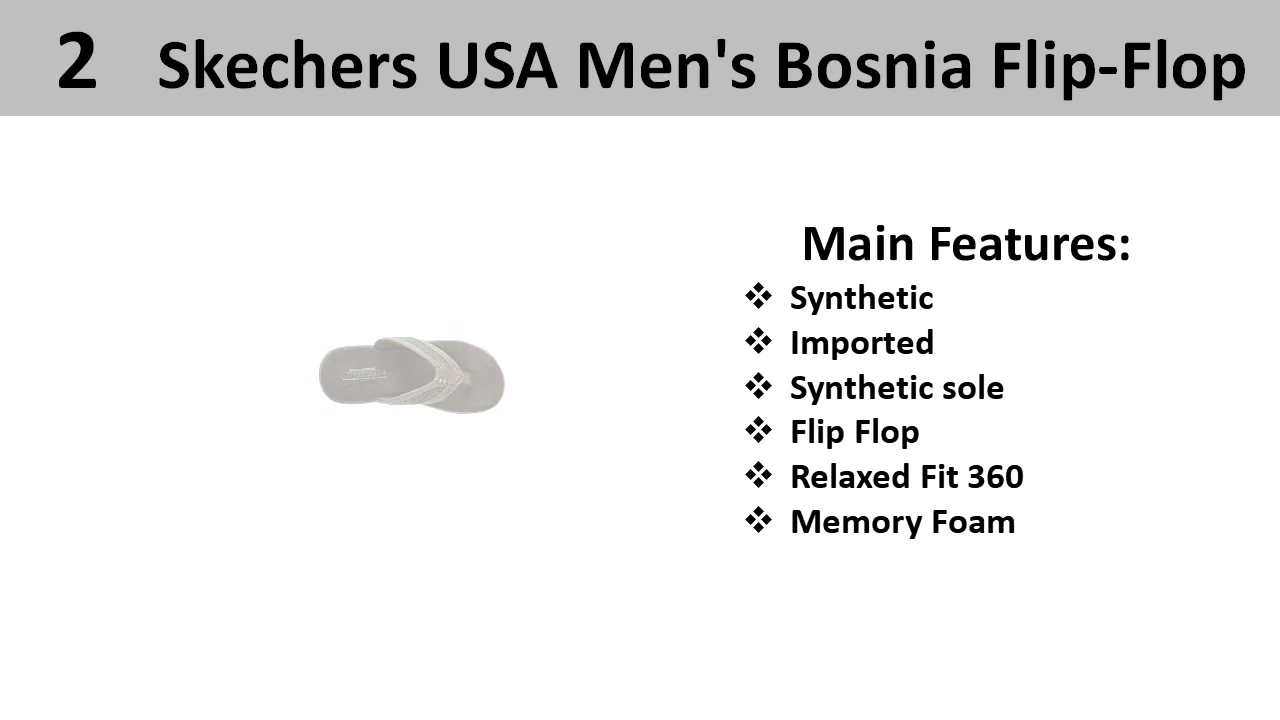 2 Skechers USA Men's Bosnia Flip-Flop
Main Features:
❖ Synthetic
❖ Imported
❖ Synthetic sole
❖ Flip Flop
❖ Relaxed Fit 360
❖ Memory Foam